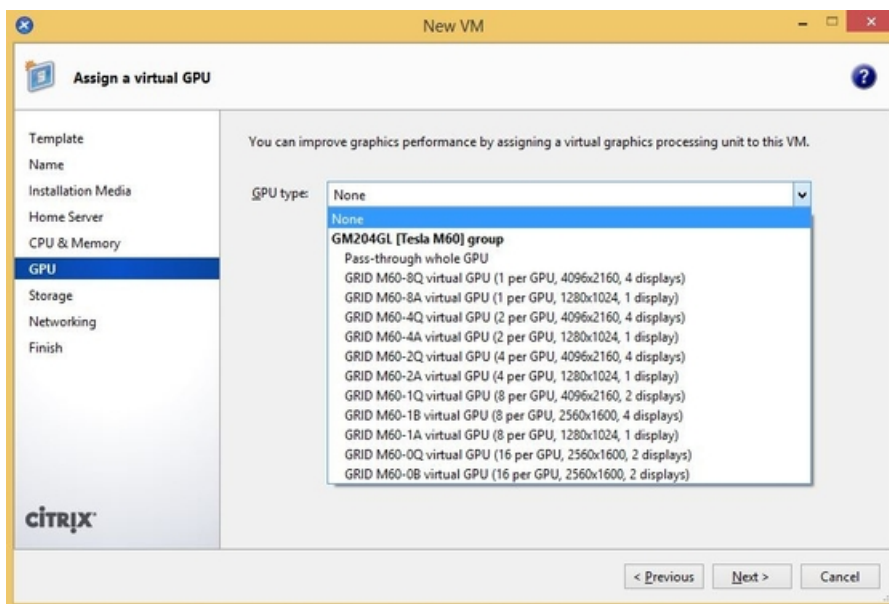 New VM
Assign a virtual GPU
Template
Name
Installation Media
Home Server
CPU & Memory
GPU
Storage
Networking
Finish
CITRIX
You can improve graphics performance by assigning a virtual graphics processing unit to this VM.
GPU type: None
None
GM204GL [Tesla M60] group
Pass-through whole GPU
GRID M60-8Q virtual GPU (1 per GPU, 4096x2160, 4 displays)
GRID M60-8A virtual GPU (1 per GPU, 1280x1024, 1 display)
GRID M60-4Q virtual GPU (2 per GPU, 4096x2160, 4 displays)
GRID M60-4A virtual GPU (2 per GPU, 1280x1024, 1 display)
GRID M60-2Q virtual GPU (4 per GPU, 4096x2160, 4 displays)
GRID M60-2A virtual GPU (4 per GPU, 1280x1024, 1 display)
GRID M60-1Q virtual GPU (8 per GPU, 4096x2160, 2 displays)
GRID M60-1B virtual GPU (8 per GPU, 2560x1600, 4 displays)
GRID M60-1A virtual GPU (8 per GPU, 1280x1024, 1 display)
GRID M60-0Q virtual GPU (16 per GPU, 2560x1600, 2 displays)
GRID M60-0B virtual GPU (16 per GPU, 2560x1600, 2 displays)
< Previous
Next >
Cancel